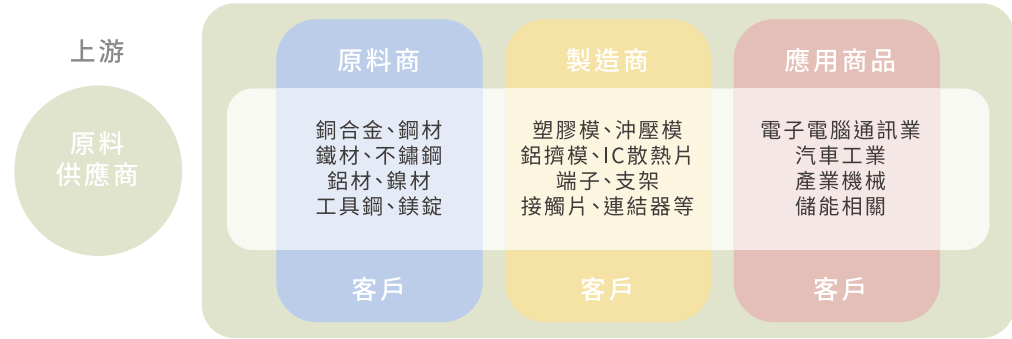 上游
原料
供應商
原料商
銅合金、鋼材
鐵材、不鏽鋼
鋁材、鎳材
工具鋼、鎂錠
客戶
製造商
塑膠模、沖壓模
鋁擠模、IC散熱片
端子、支架
接觸片、連結器等
客戶
應用商品
電子電腦通訊業
汽車工業
產業機械
儲能相關
客戶